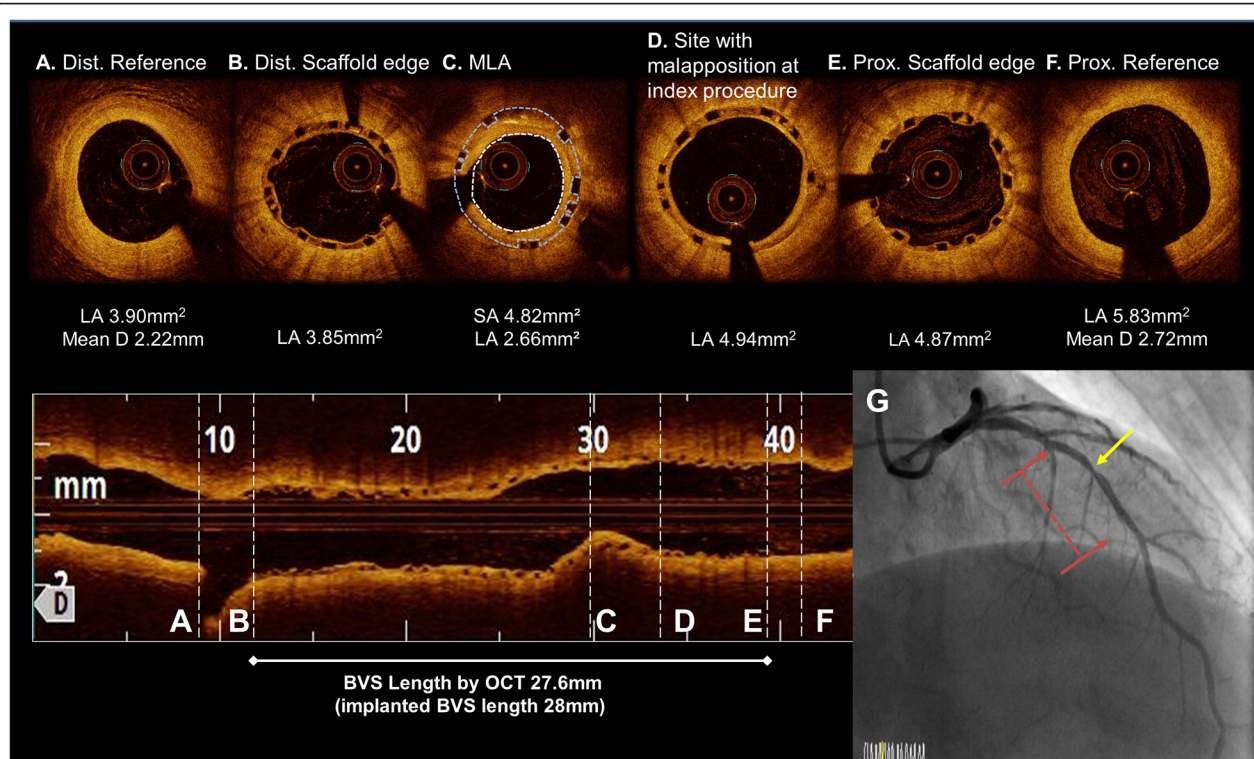 A. Dist. Reference
B. Dist. Scaffold edge
C. MLA
D. Site with
malapposition at
index procedure
E. Prox. Scaffold edge
F. Prox. Reference
LA 3.90mm²
Mean D 2.22mm
LA 3.85mm²
SA 4.82mm²
LA 2.66mm²
LA 4.94mm²
LA 4.87mm²
LA 5.83mm²
Mean D 2.72mm
10 20 30 40
mm
2
D
A B C D E F
BVS Length by OCT 27.6mm
(implanted BVS length 28mm)
G